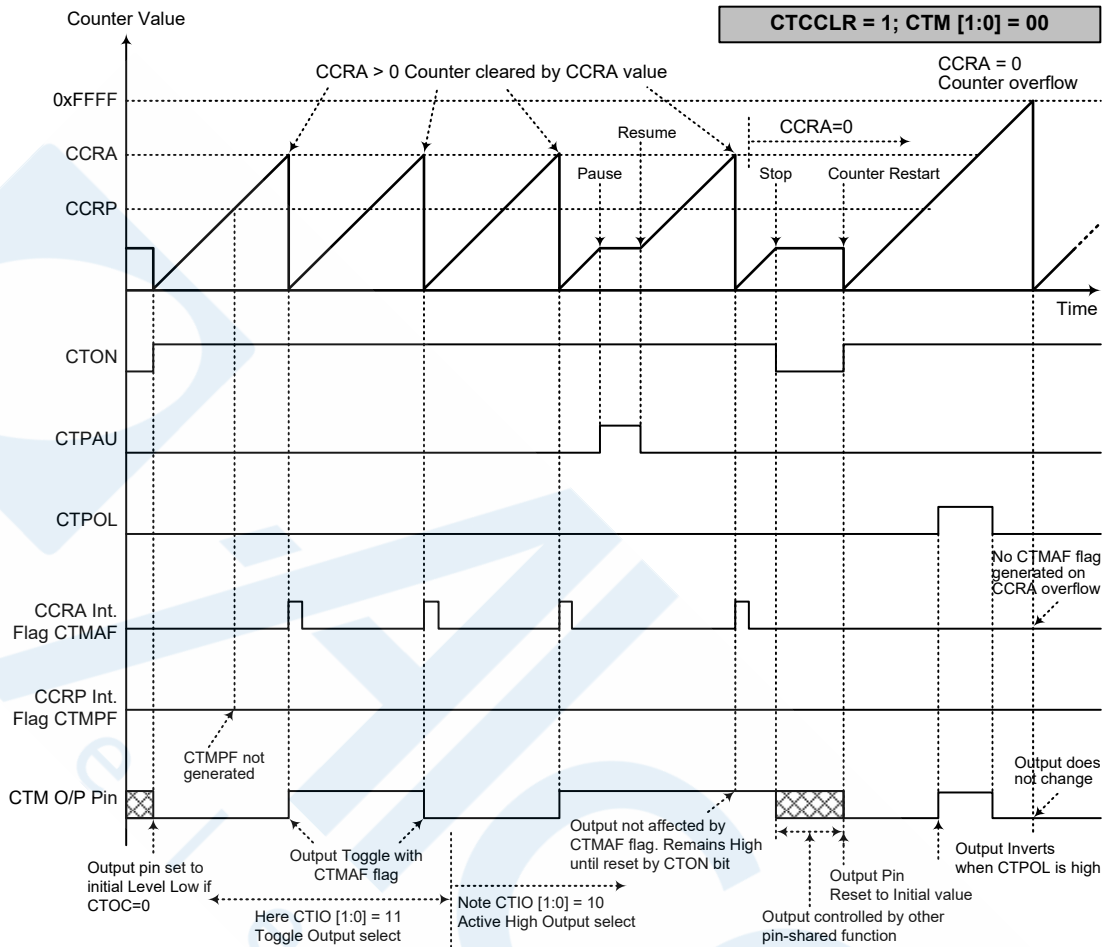 Counter Value
CTCCLR = 1; CTM [1:0] = 00
CCRA > 0 Counter cleared by CCRA value
CCRA = 0
Counter overflow
0xFFFF
Resume
CCRA=0
CCRA
Pause
Stop
Counter Restart
CCRP
Time
CTON
CTPAU
CTPOL
No CTMAF flag
generated on
CCRA overflow
CCRA Int.
Flag CTMAF
CCRP Int.
Flag CTMPF
CTMPF not
generated
Output does
not change
CTM O/P Pin
Output pin set to
initial Level Low if
CTOC=0
Output Toggle with
CTMAF flag
Output not affected by
CTMAF flag. Remains High
until reset by CTON bit
Output Inverts
when CTPOL is high
Output Pin
Reset to Initial value
Here CTIO [1:0] = 11
Toggle Output select
Note CTIO [1:0] = 10
Active High Output select
Output controlled by other
pin-shared function